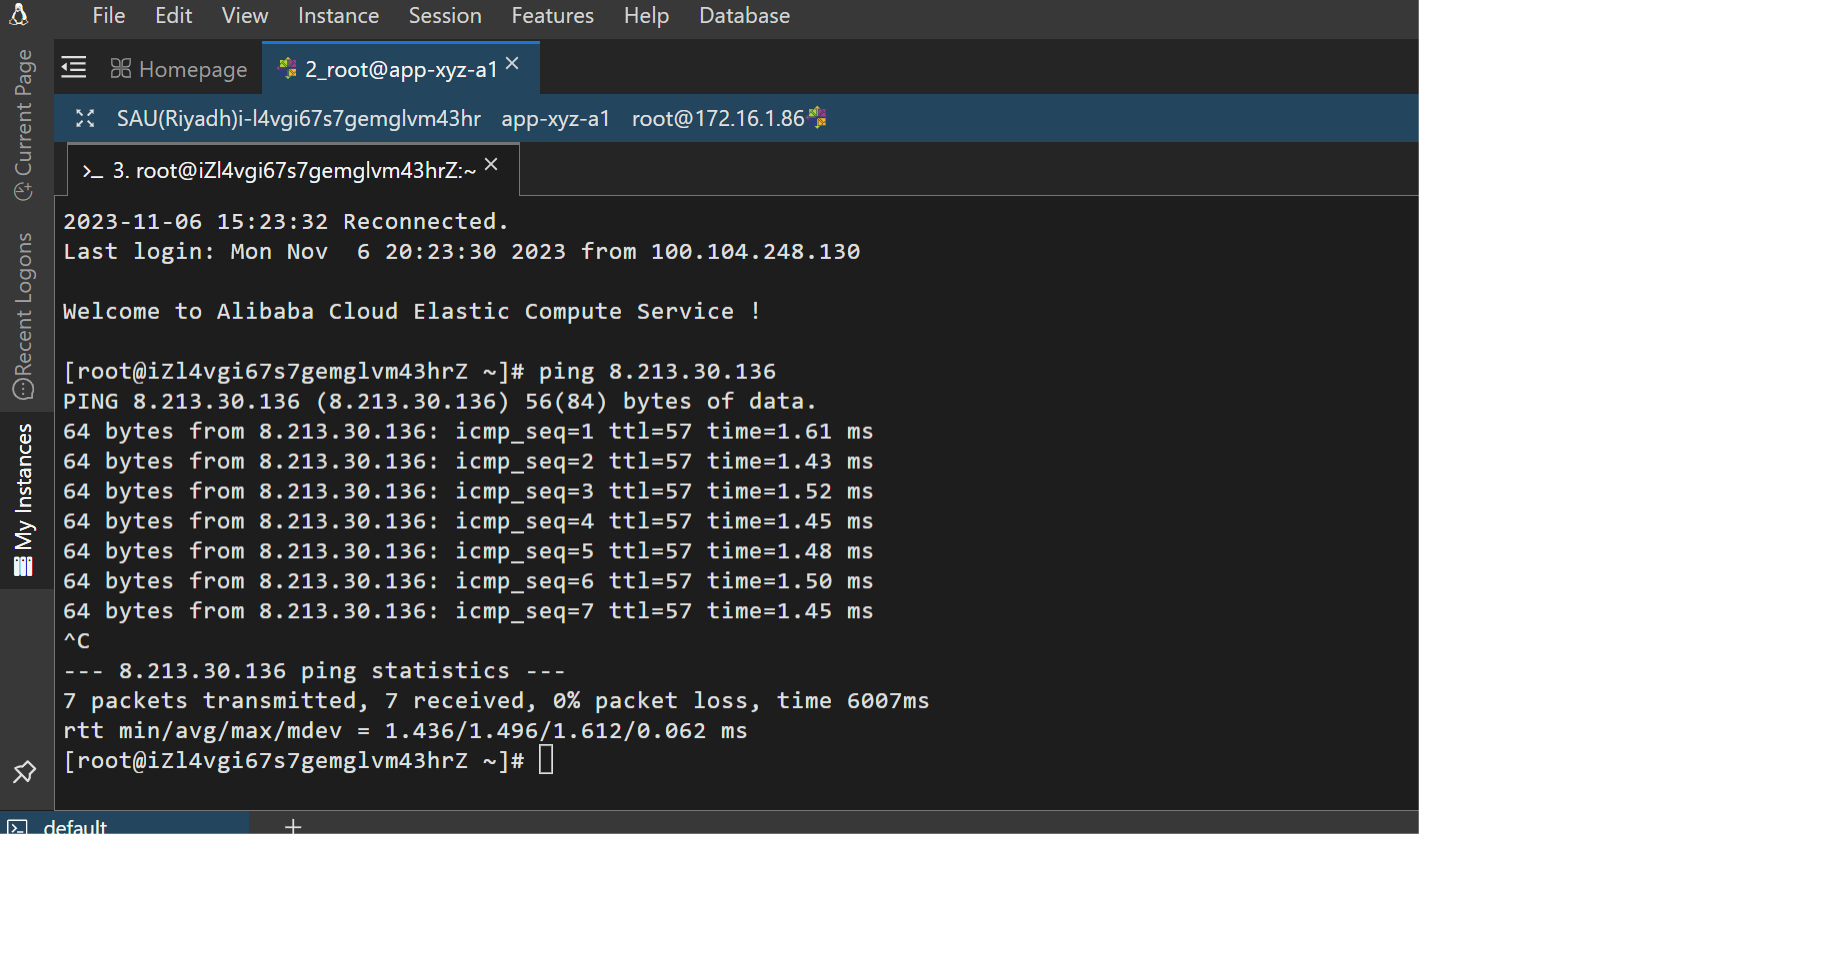 File Edit View Instance Session Features Help Database
Current Page
Recent Logons
My Instances
Homepage 2_root@app-xyz-a1
SAU(Riyadh)i-l4vgi67s7gemglvm43hr app-xyz-a1 root@172.16.1.86
>_ 3. root@iZl4vgi67s7gemglvm43hrZ:~
2023-11-06 15:23:32 Reconnected.
Last login: Mon Nov  6 20:23:30 2023 from 100.104.248.130
Welcome to Alibaba Cloud Elastic Compute Service !
[root@iZl4vgi67s7gemglvm43hrZ ~]# ping 8.213.30.136
PING 8.213.30.136 (8.213.30.136) 56(84) bytes of data.
64 bytes from 8.213.30.136: icmp_seq=1 ttl=57 time=1.61 ms
64 bytes from 8.213.30.136: icmp_seq=2 ttl=57 time=1.43 ms
64 bytes from 8.213.30.136: icmp_seq=3 ttl=57 time=1.52 ms
64 bytes from 8.213.30.136: icmp_seq=4 ttl=57 time=1.45 ms
64 bytes from 8.213.30.136: icmp_seq=5 ttl=57 time=1.48 ms
64 bytes from 8.213.30.136: icmp_seq=6 ttl=57 time=1.50 ms
64 bytes from 8.213.30.136: icmp_seq=7 ttl=57 time=1.45 ms
^C
--- 8.213.30.136 ping statistics ---
7 packets transmitted, 7 received, 0% packet loss, time 6007ms
rtt min/avg/max/mdev = 1.436/1.496/1.612/0.062 ms
[root@iZl4vgi67s7gemglvm43hrZ ~]#
default +